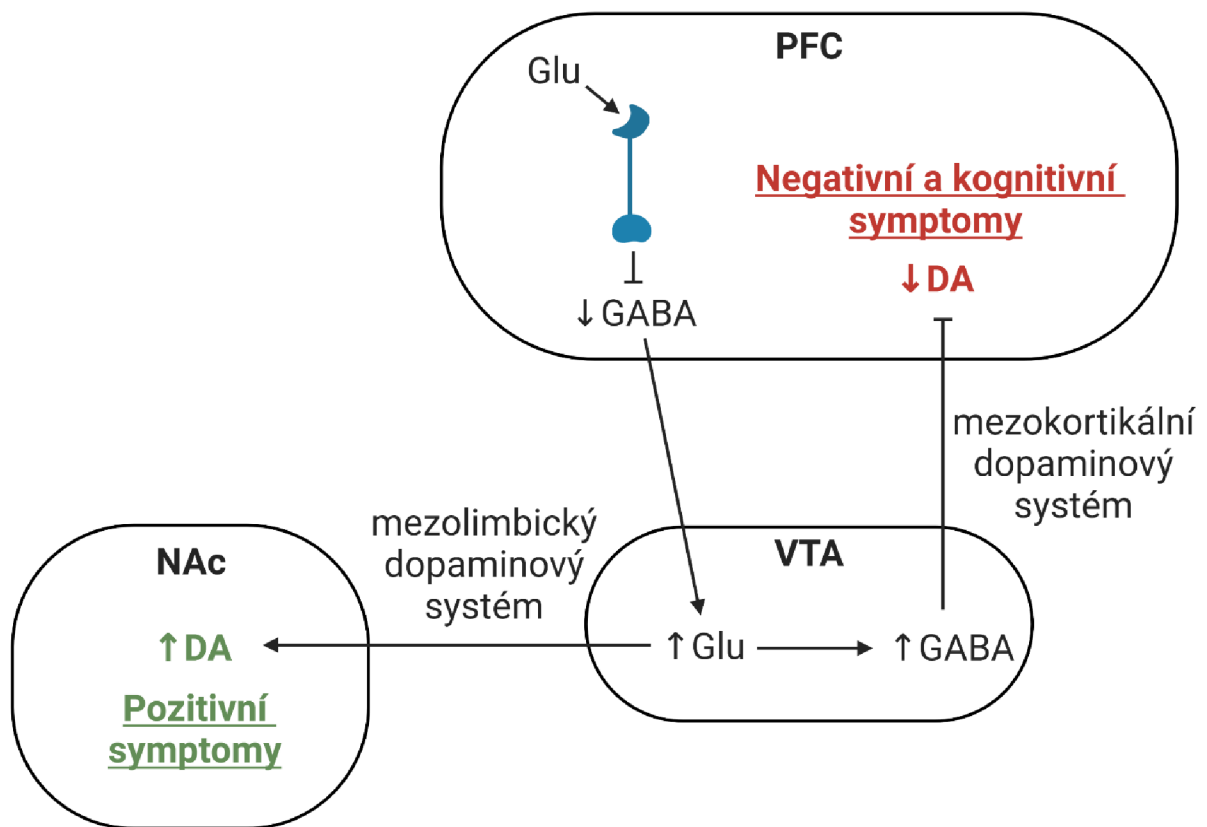 PFC
Glu
Negativní a kognitivní
symptomy
↓DA
↓GABA
mezokortikální
dopaminový
systém
mezolimbický
dopaminový
systém
NAc
↑DA
Pozitivní
symptomy
VTA
↑Glu
↑GABA